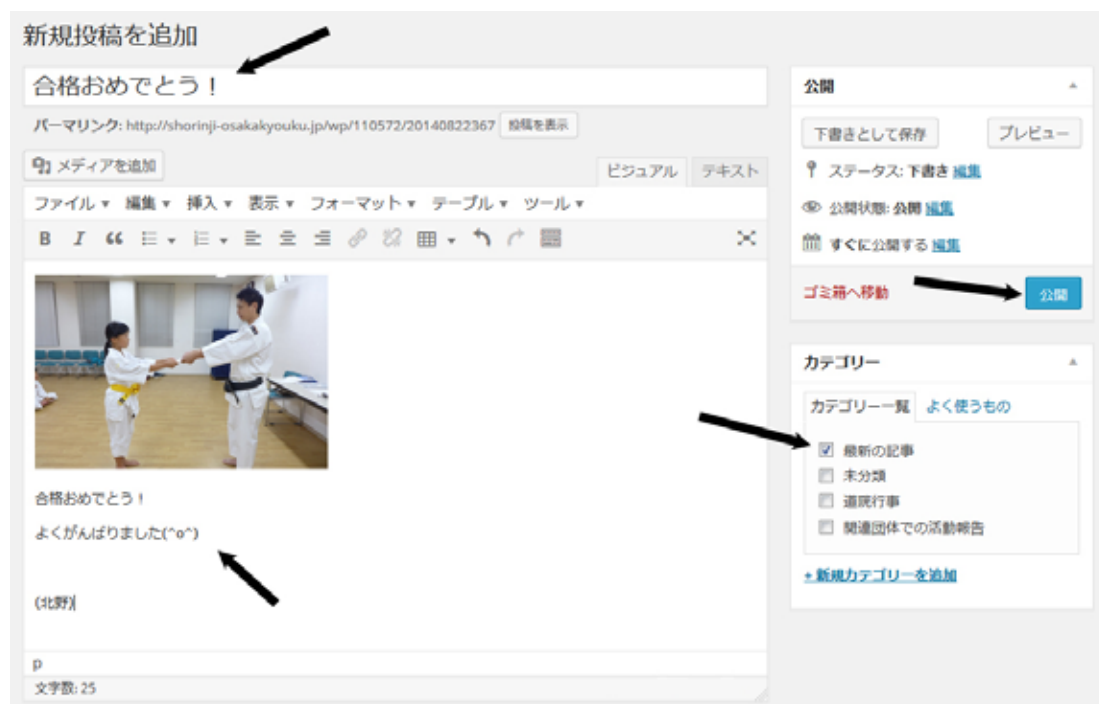 新規投稿を追加
合格おめでとう！
パーマリンク: http://shorinji-osakakyouku.jp/wp/110572/20140822367 投稿を表示
メディアを追加
ビジュアル テキスト
ファイル 編集 挿入 表示 フォーマット テーブル ツール
B I
合格おめでとう！
よくがんばりました(^o^)
(北野)
p
文字数: 25
公開
下書きとして保存 プレビュー
ステータス: 下書き 編集
公開状態: 公開 編集
すぐに公開する 編集
ゴミ箱へ移動 公開
カテゴリー
カテゴリー一覧 よく使うもの
最新の記事
未分類
道院行事
関連団体での活動報告
+ 新規カテゴリーを追加